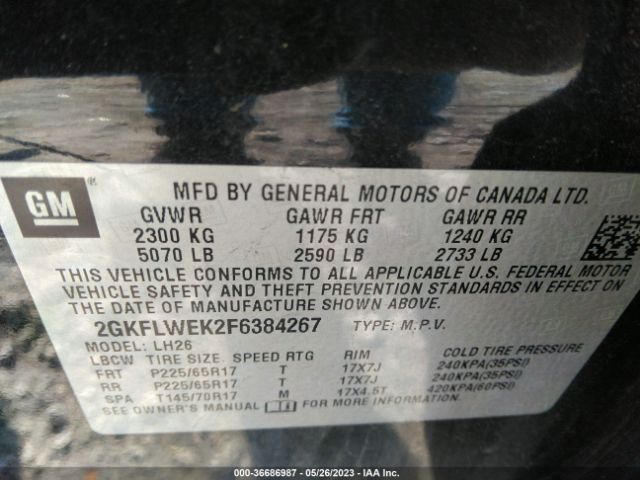 GM ®
MFD BY GENERAL MOTORS OF CANADA LTD.
GVWR GAWR FRT GAWR RR
2300 KG 1175 KG 1240 KG
5070 LB 2590 LB 2733 LB
THIS VEHICLE CONFORMS TO ALL APPLICABLE U.S. FEDERAL MOTOR
VEHICLE SAFETY AND THEFT PREVENTION STANDARDS IN EFFECT ON
THE DATE OF MANUFACTURE SHOWN ABOVE.
2GKFLWEK2F6384267 TYPE: M.P.V.
MODEL: LH26
LBCW TIRE SIZE SPEED RTG RIM COLD TIRE PRESSURE
FRT P225/65R17 T 17X7J 240KPA(35PSI)
RR P225/65R17 T 17X7J 240KPA(35PSI)
SPA T145/70R17 M 17X4.5T 420KPA(60PSI)
SEE OWNER'S MANUAL
000-36686987 - 05/26/2023 - IAA Inc.